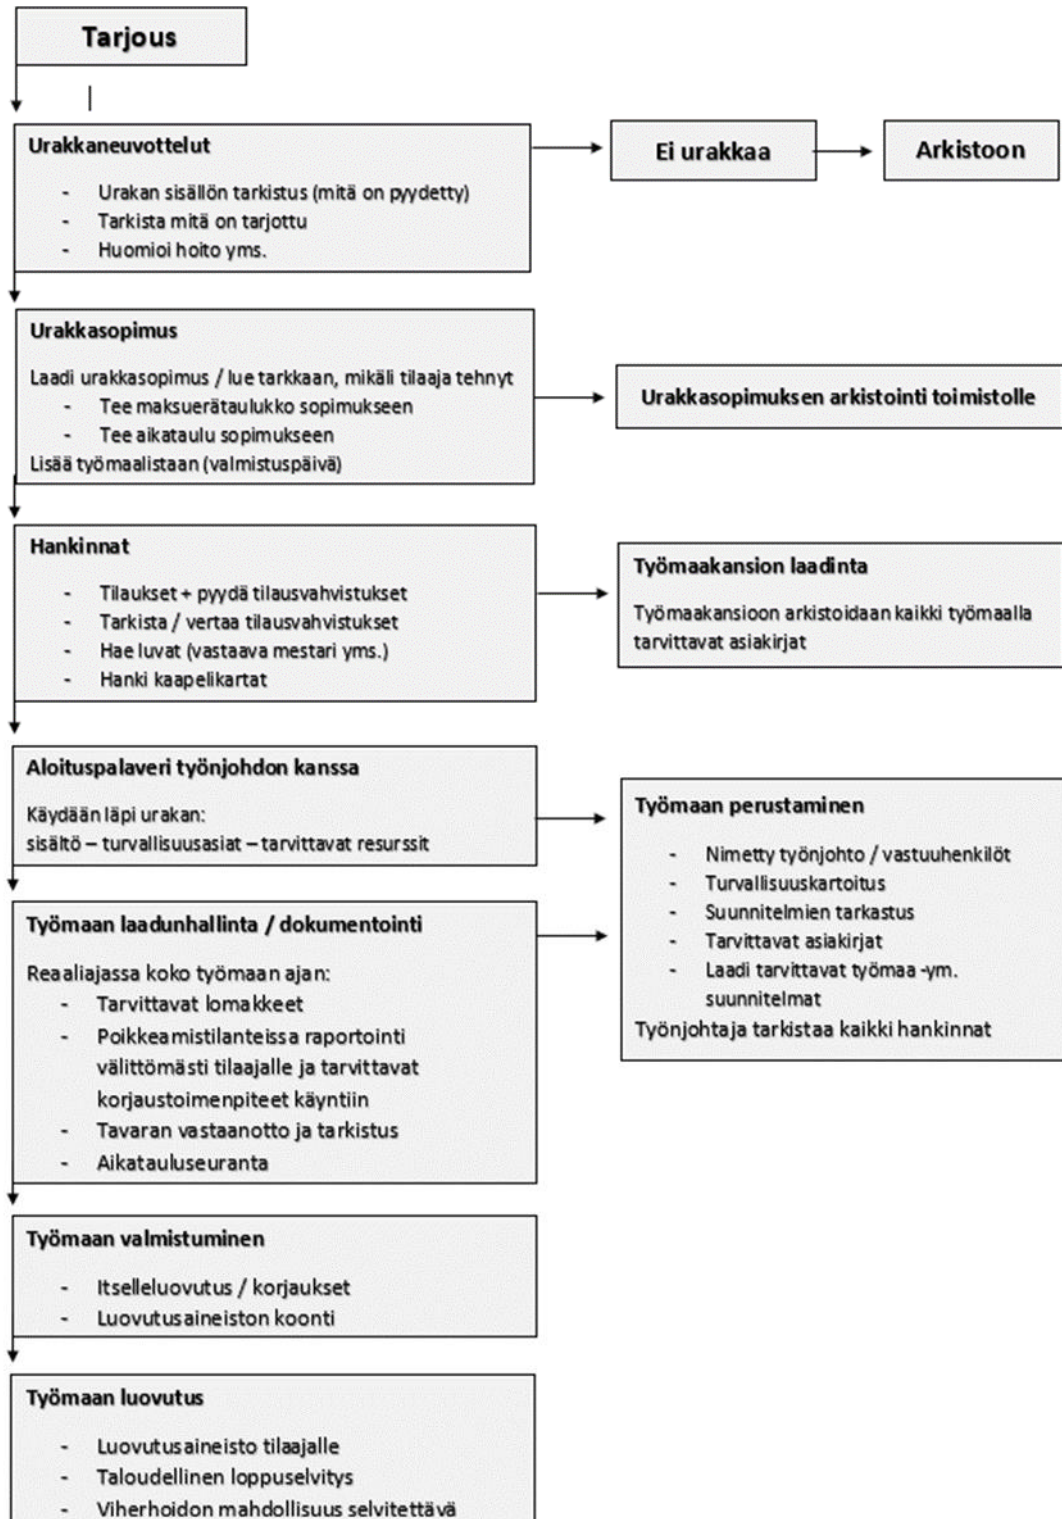 Tarjous
Urakkaneuvottelut
- Urakan sisällön tarkistus (mitä on pyydetty)
- Tarkista mitä on tarjottu
- Huomioi hoito yms.
Ei urakkaa
Arkistoon
Urakkasopimus
Laadi urakkasopimus / lue tarkkaan, mikäli tilaaja tehnyt
- Tee maksuerätaulukko sopimukseen
- Tee aikataulu sopimukseen
Lisää työmaalistaan (valmistuspäivä)
Urakkasopimuksen arkistointi toimistolle
Hankinnat
- Tilaukset + pyydä tilausvahvistukset
- Tarkista / vertaa tilausvahvistukset
- Hae luvat (vastaava mestari yms.)
- Hanki kaapelikartat
Työmaakansion laadinta
Työmaakansioon arkistoidaan kaikki työmaalla
tarvittavat asiakirjat
Aloituspalaveri työnjohdon kanssa
Käydään läpi urakan:
sisältö – turvallisuusasiat – tarvittavat resurssit
Työmaan perustaminen
- Nimetty työnjohto / vastuuhenkilöt
- Turvallisuuskartoitus
- Suunnitelmien tarkastus
- Tarvittavat asiakirjat
- Laadi tarvittavat työmaa -ym.
suunnitelmat
Työnjohtaja tarkistaa kaikki hankinnat
Työmaan laadunhallinta / dokumentointi
Reaaliajassa koko työmaan ajan:
- Tarvittavat lomakkeet
- Poikkeamistilanteissa raportointi
välittömästi tilaajalle ja tarvittavat
korjaustoimenpiteet käyntiin
- Tavaran vastaanotto ja tarkistus
- Aikatauluseuranta
Työmaan valmistuminen
- Itselleluovutus / korjaukset
- Luovutusaineiston koonti
Työmaan luovutus
- Luovutusaineisto tilaajalle
- Taloudellinen loppuselvitys
- Viherhoidon mahdollisuus selvitettävä